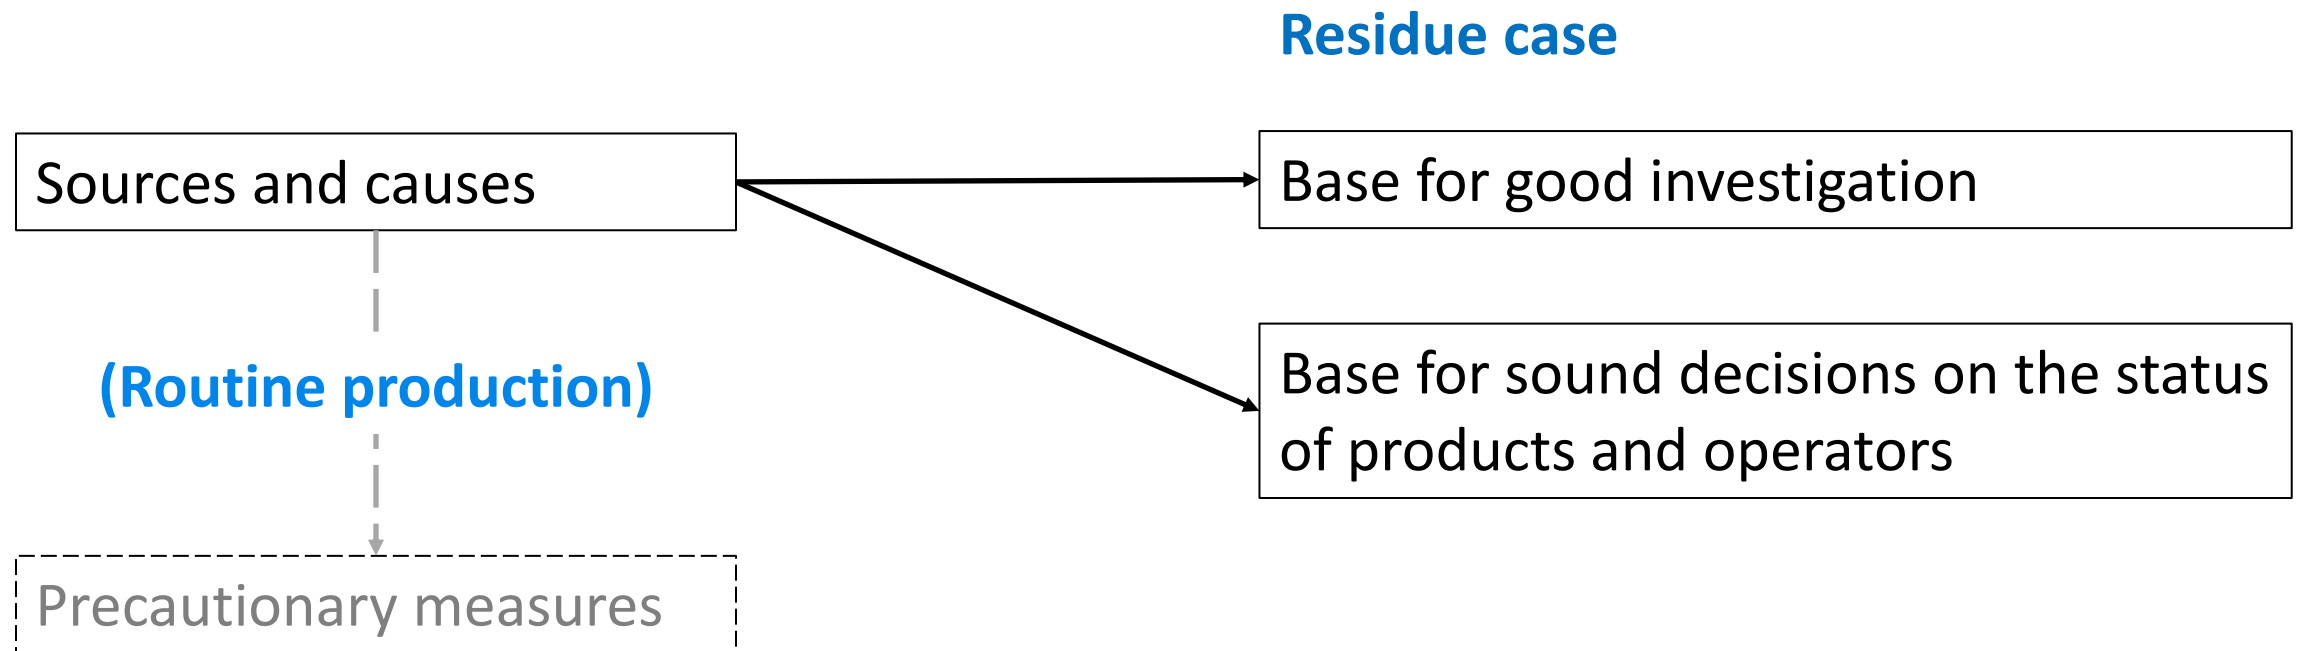 Residue case
Sources and causes
Base for good investigation
Base for sound decisions on the status
of products and operators
(Routine production)
Precautionary measures